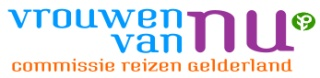 vrouwen
van nu
commissie reizen gelderland